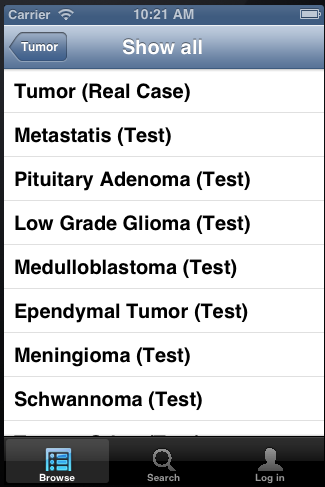 Carrier 10:21 AM
Tumor Show all
Tumor (Real Case)
Metastatis (Test)
Pituitary Adenoma (Test)
Low Grade Glioma (Test)
Medulloblastoma (Test)
Ependymal Tumor (Test)
Meningioma (Test)
Schwannoma (Test)
Browse Search Log in